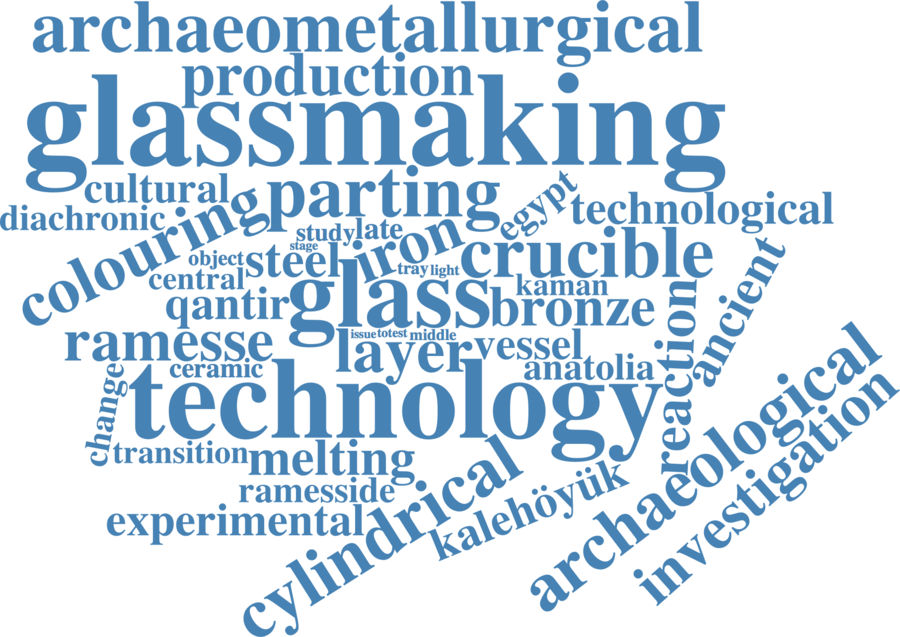 archaeometallurgical
production
glassmaking
cultural
parting
egypt
technological
diachronic
colouring
study
late
iron
stage
crucible
object
steel
tray
light
ancient
central
glass
kaman
qantir
bronze
reaction
issue
totest
middle
ramesse
layer
vessel
ceramic
anatolia
change
technology
archaeological
transition
melting
investigation
ramesside
cylindrical
kalehöyük
experimental